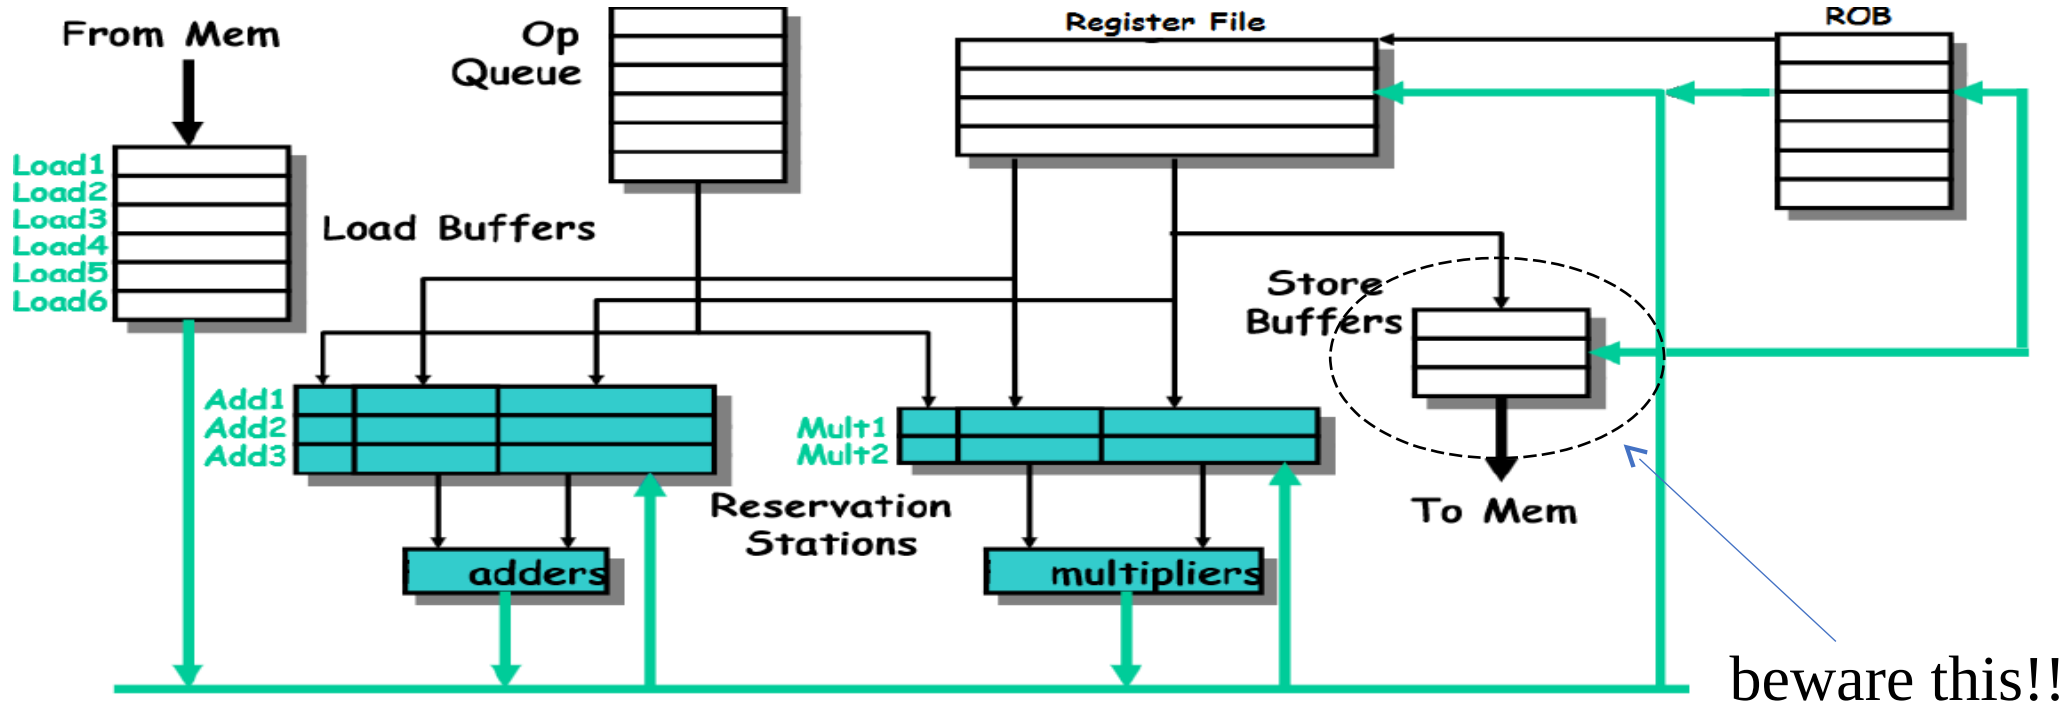 From Mem
Op
Queue
Register File
ROB
Load1
Load2
Load3
Load4
Load5
Load6
Load Buffers
Store
Buffers
Add1
Add2
Add3
Mult1
Mult2
Reservation
Stations
To Mem
adders
multipliers
beware this!!